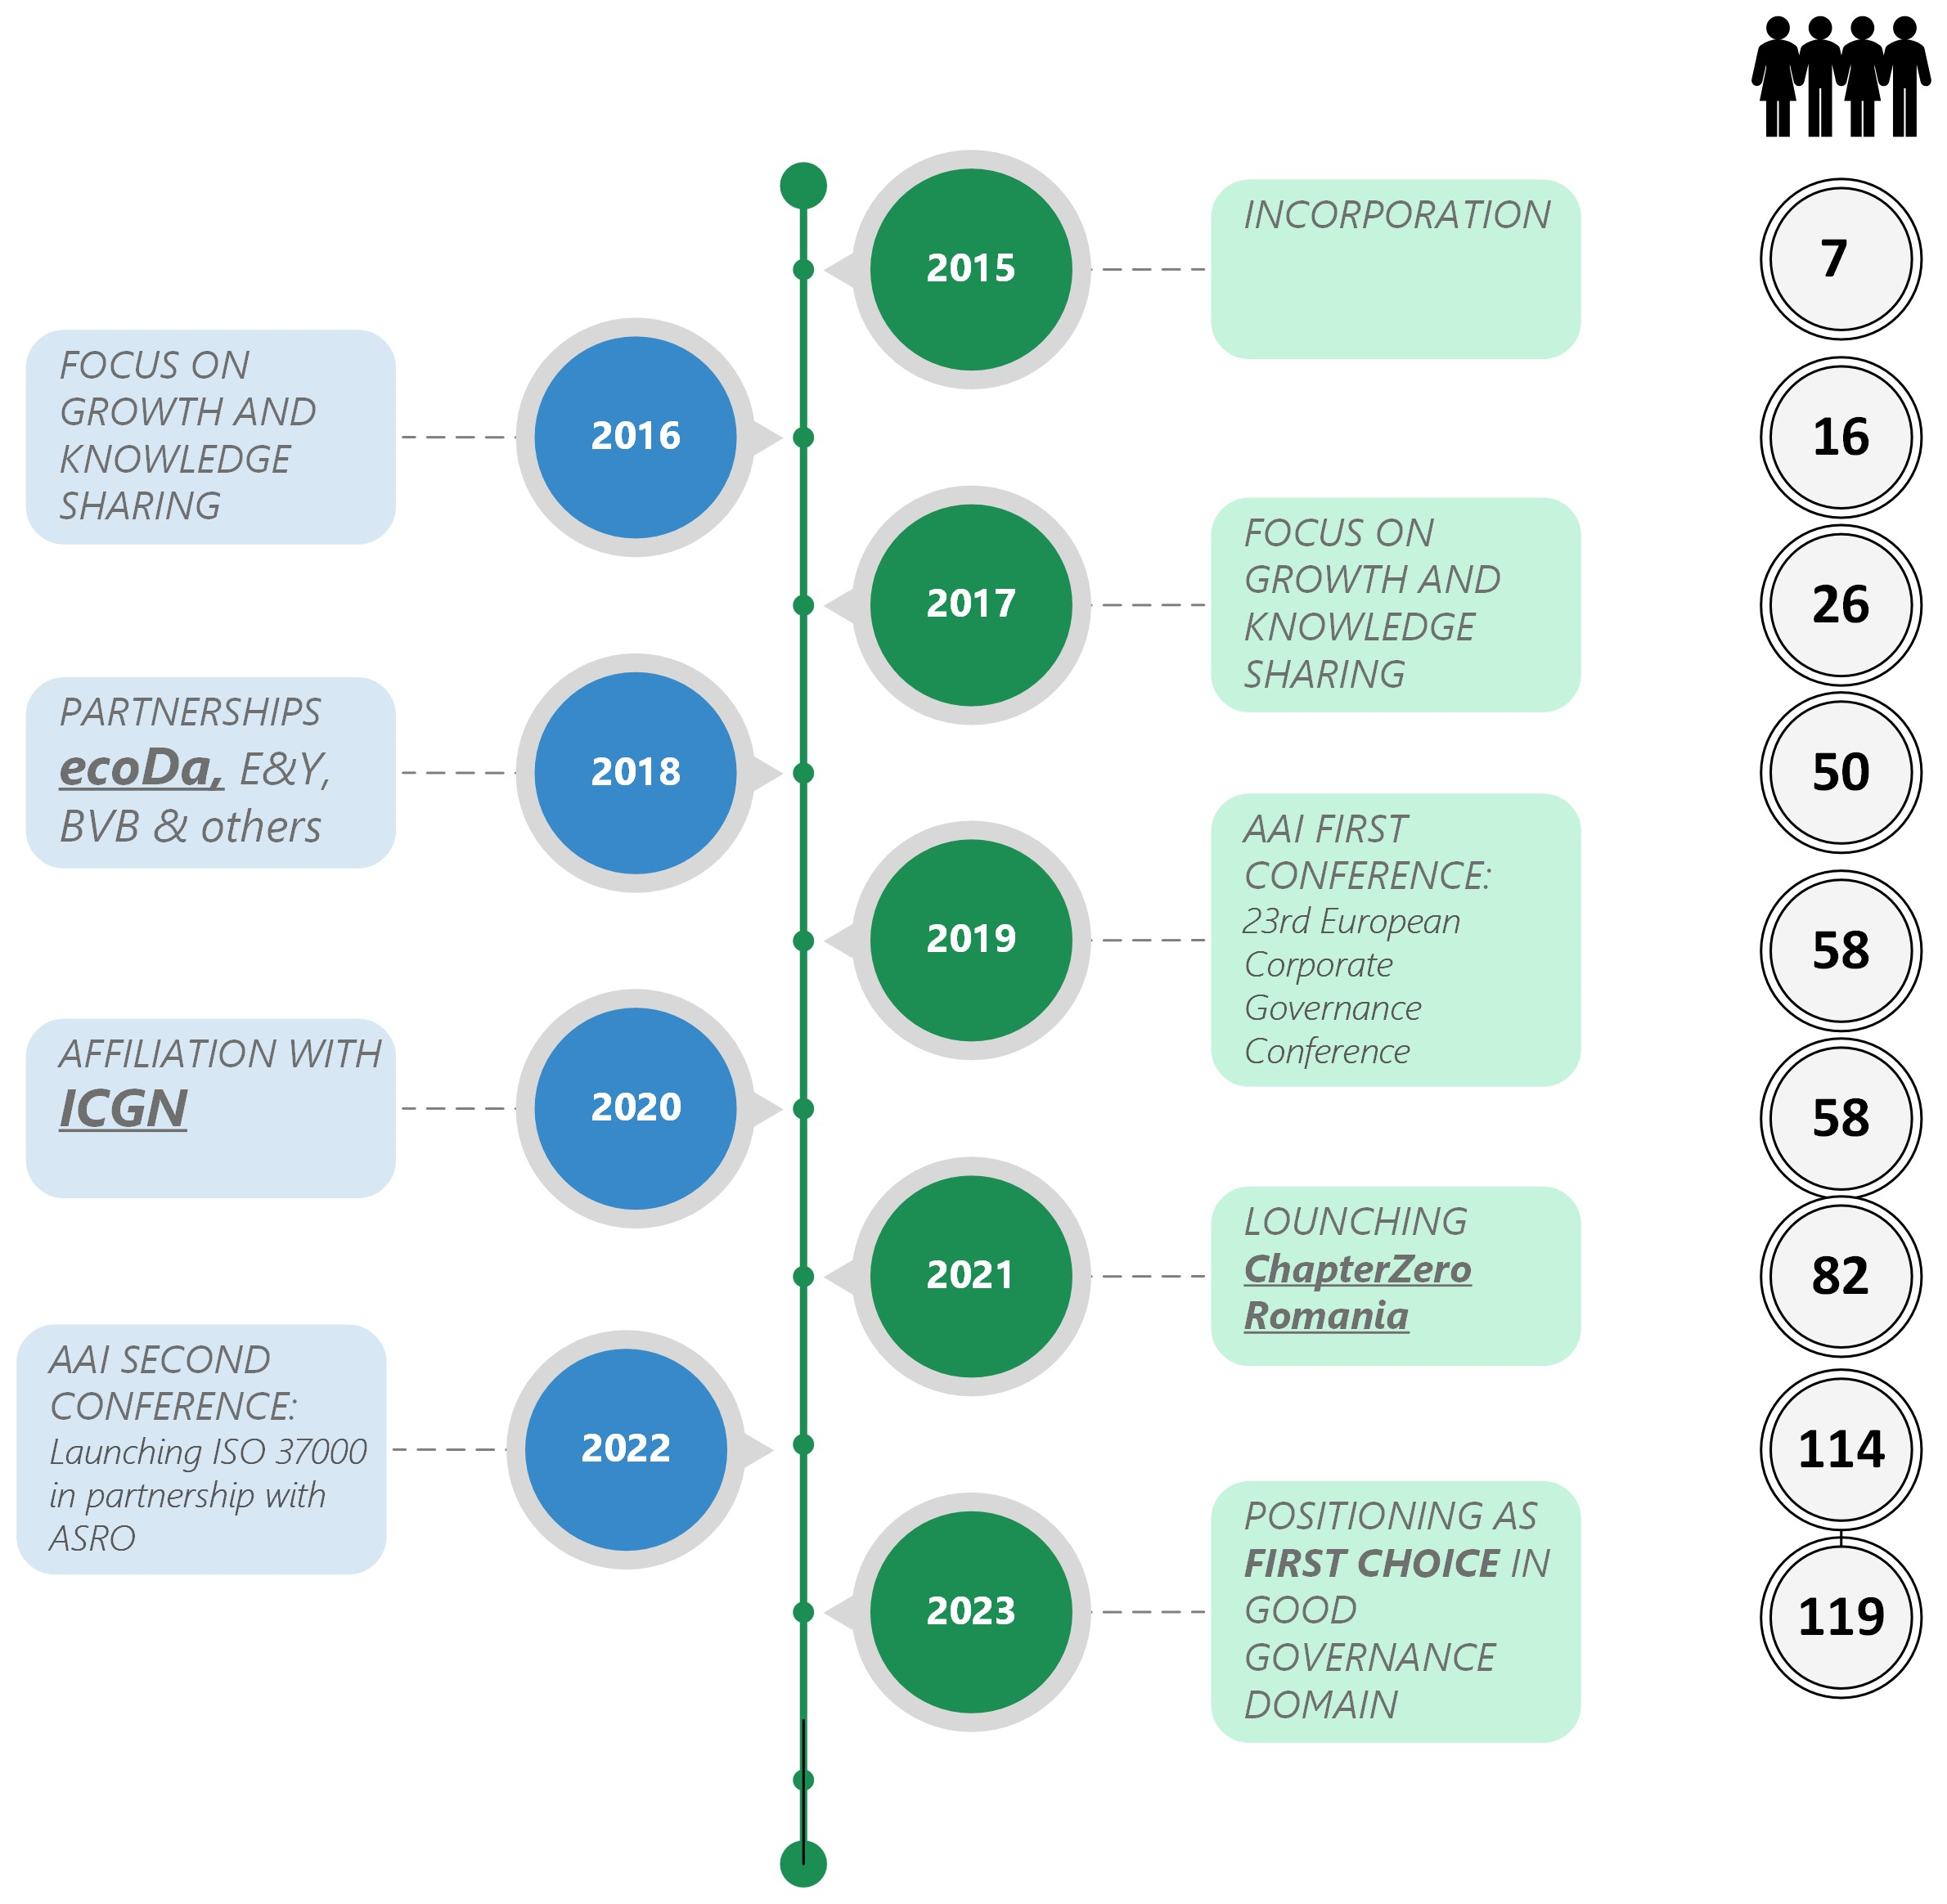 2015
INCORPORATION
7
FOCUS ON
GROWTH AND
KNOWLEDGE
SHARING
2016
16
2017
FOCUS ON
GROWTH AND
KNOWLEDGE
SHARING
26
PARTNERSHIPS
ecoDa, E&Y,
BVB & others
2018
50
2019
AAI FIRST
CONFERENCE:
23rd European
Corporate
Governance
Conference
58
AFFILIATION WITH
ICGN
2020
58
2021
LOUNCHING
ChapterZero
Romania
82
AAI SECOND
CONFERENCE:
Launching ISO 37000
in partnership with
ASRO
2022
114
2023
POSITIONING AS
FIRST CHOICE IN
GOOD
GOVERNANCE
DOMAIN
119